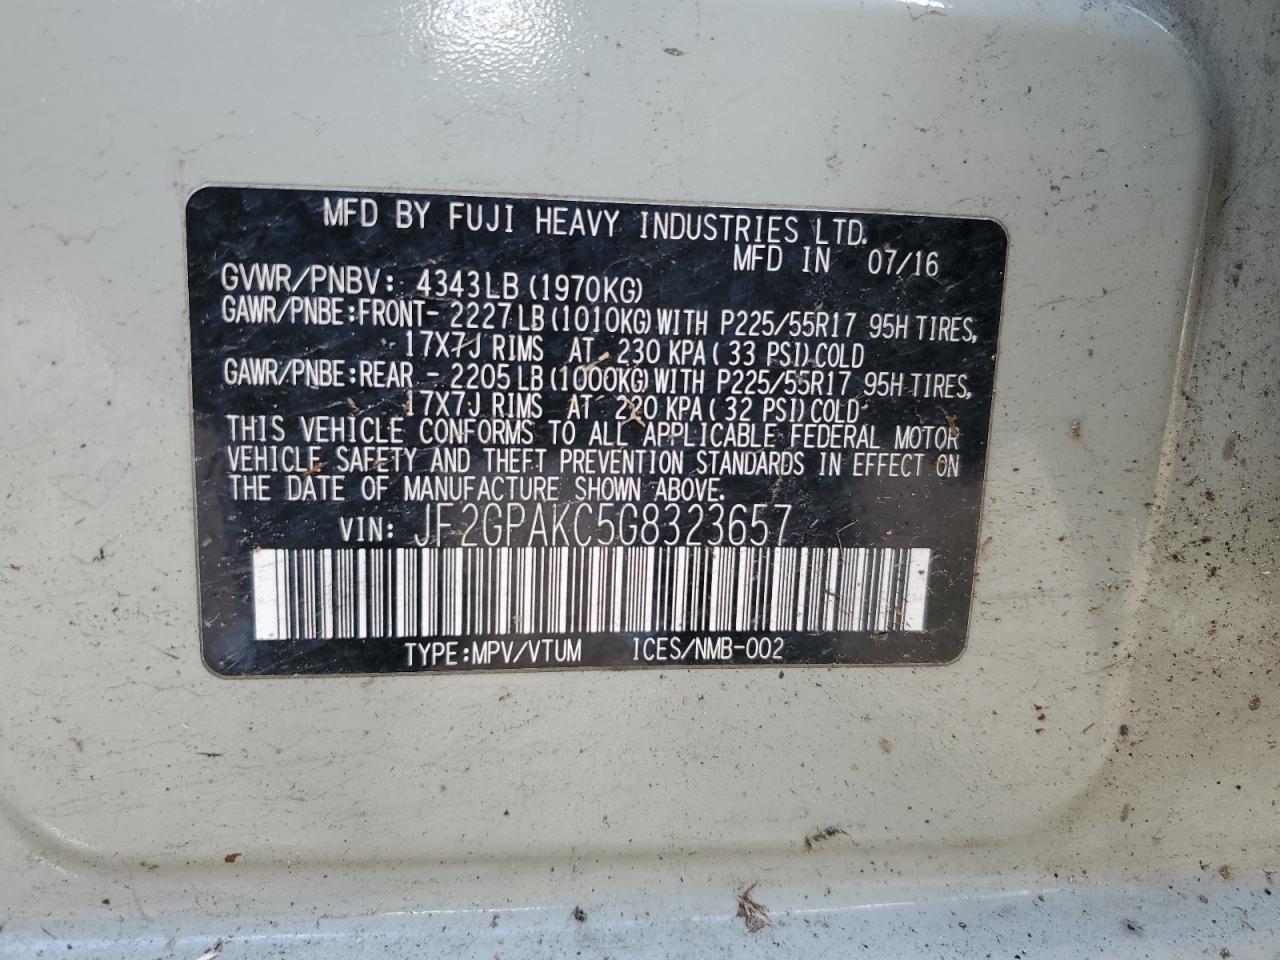 MFD BY FUJI HEAVY INDUSTRIES LTD.
MFD IN 07/16
GVWR/PNBV: 4343LB (1970KG)
GAWR/PNBE:FRONT- 2227LB (1010KG) WITH P225/55R17 95H TIRES,
17X7J RIMS AT 230 KPA ( 33 PSI) COLD
GAWR/PNBE:REAR - 2205LB (1000KG) WITH P225/55R17 95H TIRES,
17X7J RIMS AT 220 KPA ( 32 PSI) COLD
THIS VEHICLE CONFORMS TO ALL APPLICABLE FEDERAL MOTOR
VEHICLE SAFETY AND THEFT PREVENTION STANDARDS IN EFFECT ON
THE DATE OF MANUFACTURE SHOWN ABOVE.
VIN: JF2GPAKC5G8323657
TYPE:MPV/VTUM ICES/NMB-002